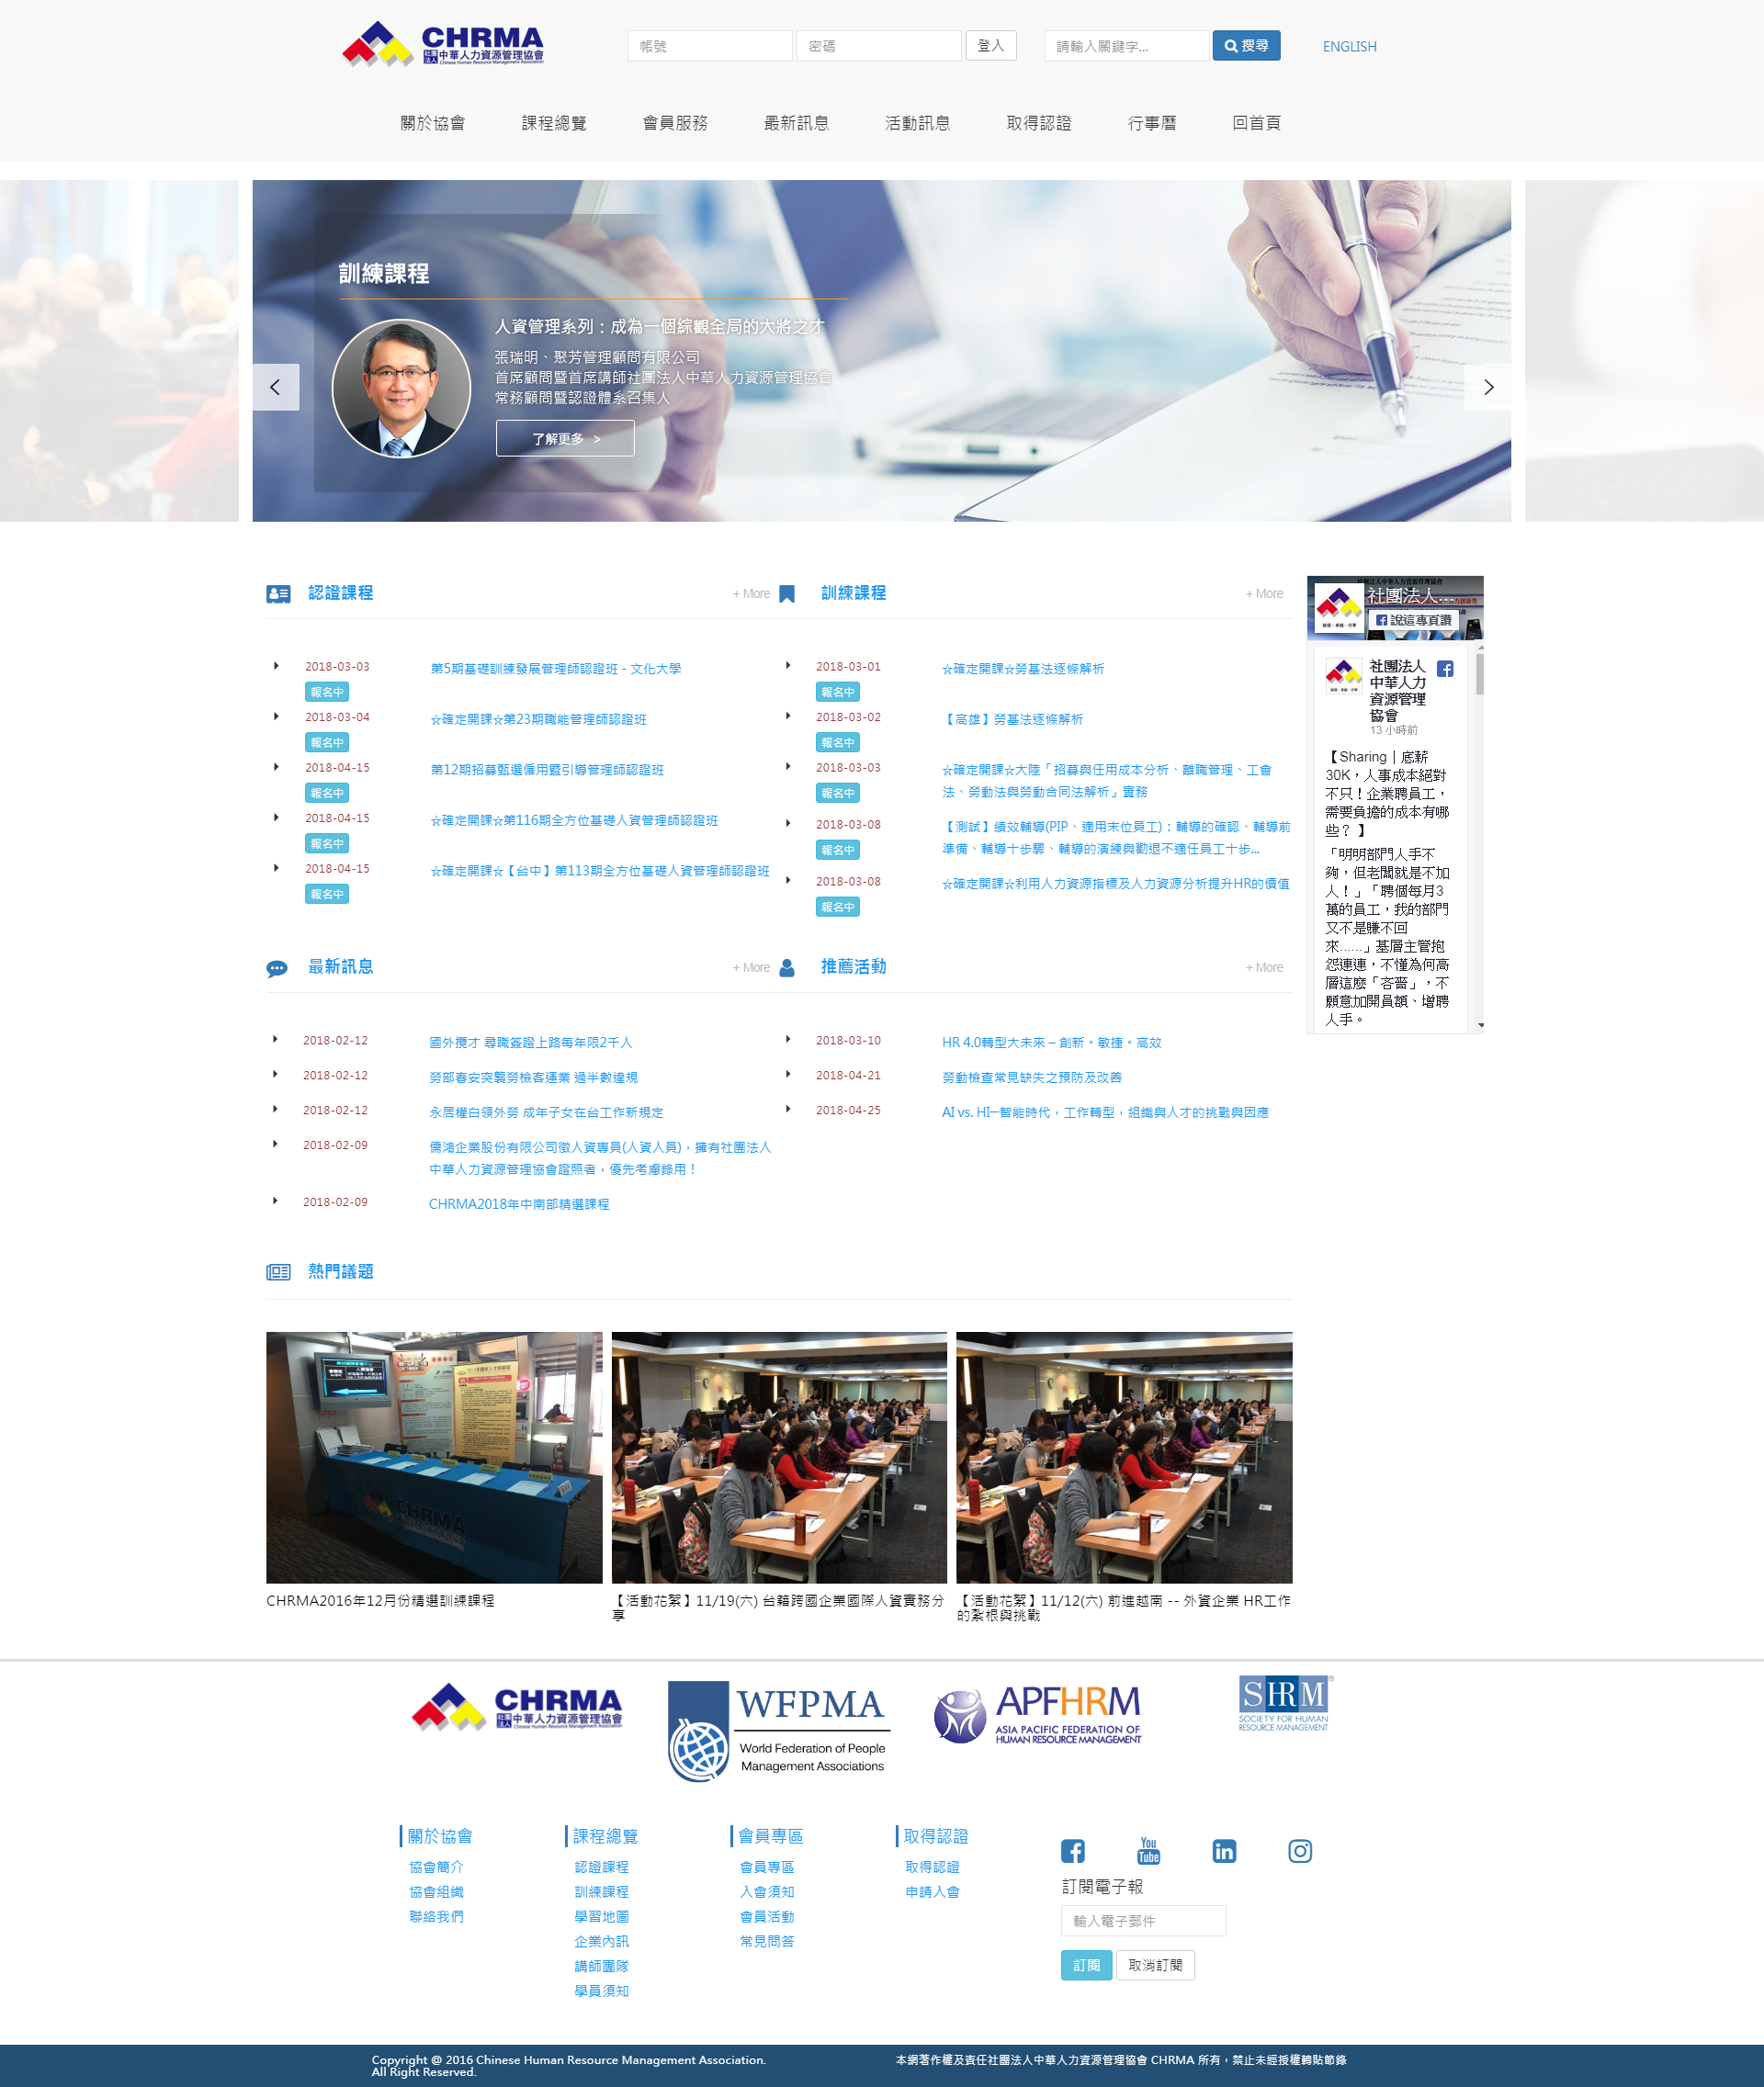 CHRMA
社團法人 中華人力資源管理協會
Chinese Human Resource Management Association
帳號
密碼
登入
請輸入關鍵字...
搜尋
ENGLISH
關於協會
課程總覽
會員服務
最新訊息
活動訊息
取得認證
行事曆
回首頁
訓練課程
人資管理系列：成為一個綜觀全局的大將之才
張瑞明、聚芳管理顧問有限公司
首席顧問暨首席講師社團法人中華人力資源管理協會
常務顧問暨認證體系召集人
了解更多 >
認證課程
+ More
2018-03-03
第5期基礎訓練發展管理師認證班 - 文化大學
報名中
2018-03-04
☆確定開課☆第23期職能管理師認證班
報名中
2018-04-15
第12期招募甄選僱用暨引導管理師認證班
報名中
2018-04-15
☆確定開課☆第116期全方位基礎人資管理師認證班
報名中
2018-04-15
☆確定開課☆【台中】第113期全方位基礎人資管理師認證班
報名中
訓練課程
+ More
2018-03-01
☆確定開課☆勞基法逐條解析
報名中
2018-03-02
【高雄】勞基法逐條解析
報名中
2018-03-03
☆確定開課☆大陸「招募與任用成本分析、離職管理、工會
法、勞動法與勞動合同法解析」實務
報名中
2018-03-08
【測試】績效輔導(PIP、適用末位員工)：輔導的確認、輔導前
準備、輔導十步驟、輔導的演練與勸退不適任員工十步...
報名中
2018-03-08
☆確定開課☆利用人力資源指標及人力資源分析提升HR的價值
報名中
社團法人...
說這專頁讚
社團法人
中華人力
資源管理
協會
13 小時前
【Sharing｜底薪
30K，人事成本絕對
不只！企業聘員工，
需要負擔的成本有哪
些？ 】
「明明部門人手不
夠，但老闆就是不加
人！」「聘個每月3
萬的員工，我的部門
又不是賺不回
來......」基層主管抱
怨連連，不懂為何高
層這麼「吝嗇」，不
願意加開員額、增聘
人手。
最新訊息
+ More
2018-02-12
國外攬才 尋職簽證上路每年限2千人
2018-02-12
勞部春安突襲勞檢客運業 過半數違規
2018-02-12
永居權白領外勞 成年子女在台工作新規定
2018-02-09
儒鴻企業股份有限公司徵人資專員(人資人員)，擁有社團法人
中華人力資源管理協會證照者，優先考慮錄用！
2018-02-09
CHRMA2018年中南部精選課程
推薦活動
+ More
2018-03-10
HR 4.0轉型大未來 – 創新。敏捷。高效
2018-04-21
勞動檢查常見缺失之預防及改善
2018-04-25
AI vs. HI─智能時代，工作轉型，組織與人才的挑戰與因應
熱門議題
CHRMA2016年12月份精選訓練課程
【活動花絮】11/19(六) 台籍跨國企業國際人資實務分
享
【活動花絮】11/12(六) 前進越南 -- 外資企業 HR工作
的紮根與挑戰
CHRMA
社團法人 中華人力資源管理協會
Chinese Human Resource Management Association
WFPMA
World Federation of People
Management Associations
APFHRM
ASIA PACIFIC FEDERATION OF
HUMAN RESOURCE MANAGEMENT
SHRM®
SOCIETY FOR HUMAN
RESOURCE MANAGEMENT
關於協會
協會簡介
協會組織
聯絡我們
課程總覽
認證課程
訓練課程
學習地圖
企業內訊
講師團隊
學員須知
會員專區
會員專區
入會須知
會員活動
常見問答
取得認證
取得認證
申請入會
You
Tube
訂閱電子報
輸入電子郵件
訂閱
取消訂閱
Copyright @ 2016 Chinese Human Resource Management Association.
All Right Reserved.
本網著作權及責任社團法人中華人力資源管理協會 CHRMA 所有，禁止未經授權轉貼節錄